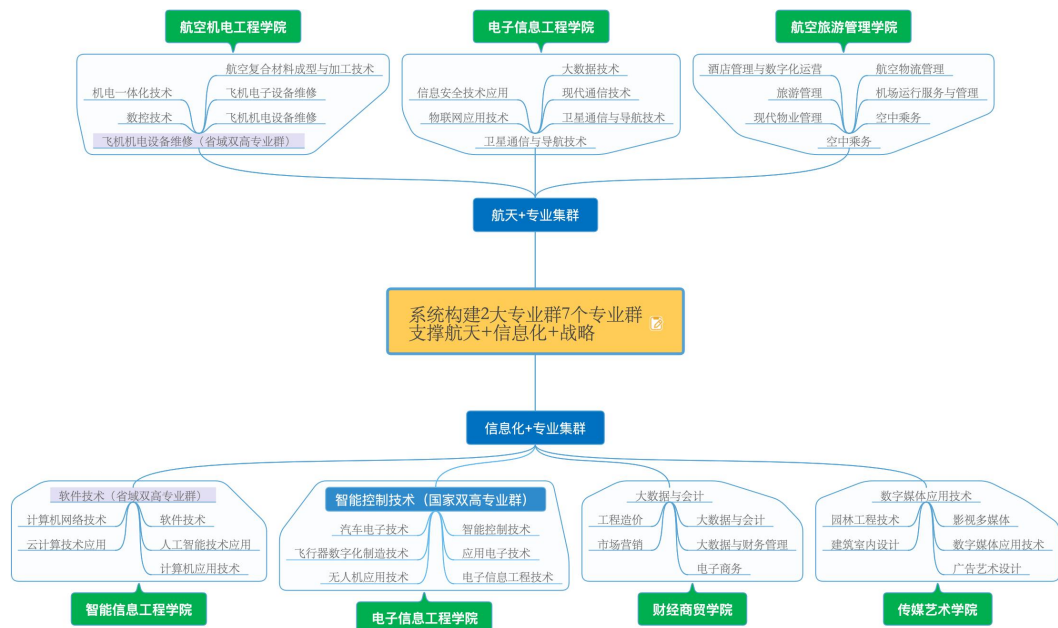 航空机电工程学院
电子信息工程学院
航空旅游管理学院
航空复合材料成型与加工技术
机电一体化技术
飞机电子设备维修
数控技术
飞机机电设备维修
飞机机电设备维修（省域双高专业群）
大数据技术
信息安全技术应用
现代通信技术
物联网应用技术
卫星通信与导航技术
卫星通信与导航技术
酒店管理与数字化运营
航空物流管理
旅游管理
机场运行服务与管理
现代物业管理
空中乘务
空中乘务
航天+专业集群
系统构建2大专业群7个专业群
支撑航天+信息化+战略
信息化+专业集群
软件技术（省域双高专业群）
计算机网络技术
软件技术
云计算技术应用
人工智能技术应用
计算机应用技术
智能信息工程学院
智能控制技术（国家双高专业群）
汽车电子技术
智能控制技术
飞行器数字化制造技术
应用电子技术
无人机应用技术
电子信息工程技术
电子信息工程学院
大数据与会计
工程造价
大数据与会计
市场营销
大数据与财务管理
电子商务
财经商贸学院
数字媒体应用技术
园林工程技术
影视多媒体
建筑室内设计
数字媒体应用技术
广告艺术设计
传媒艺术学院